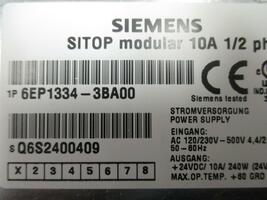 SIEMENS
SITOP modular 10A 1/2 ph
1P 6EP1334-3BA00
Siemens tested
STROMVERSORGUNG
POWER SUPPLY
S Q6S2400409
EINGANG:
AC 120/230V-500V 4,4/2
50-60Hz
AUSGANG:
+24VDC/10A/240W (24V
MAX.OP.TEMP. +60 GRD
X 2 3 4 5 6 7 8